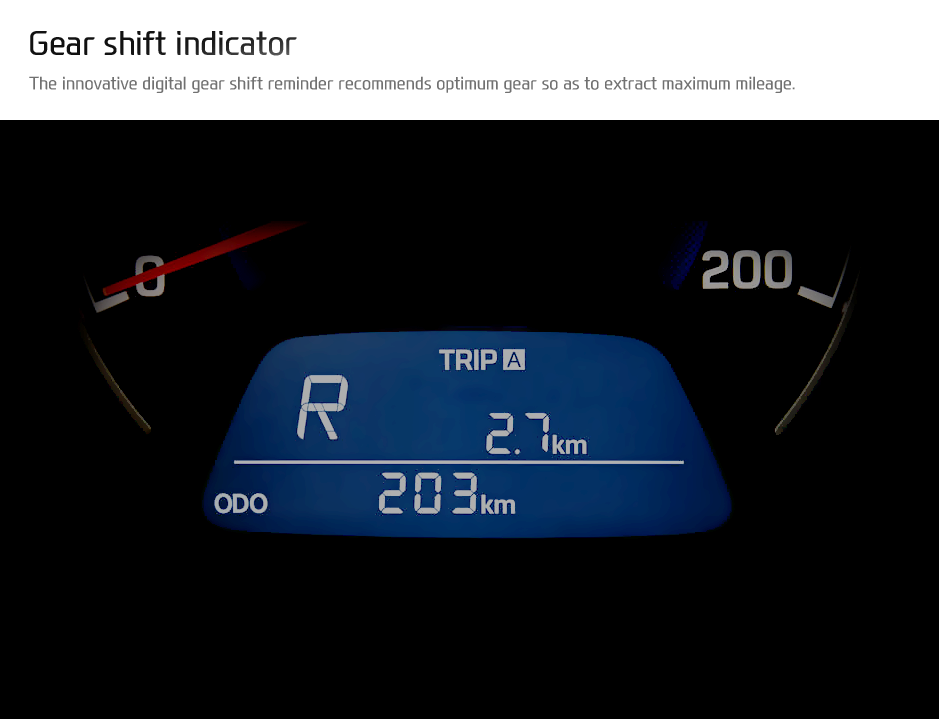 Gear shift indicator
The innovative digital gear shift reminder recommends optimum gear so as to extract maximum mileage.
0 200
TRIP A
R 2.7km
ODO 203km